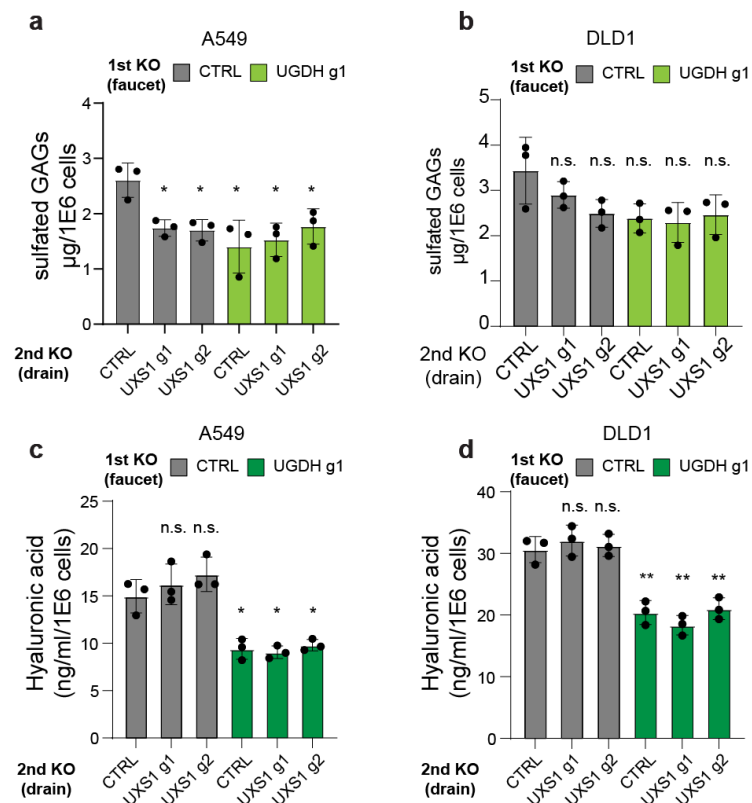 a
A549
1st KO
(faucet)
CTRL
UGDH g1
sulfated GAGs
µg/1E6 cells
4
3
2
1
0
*
*
*
*
*
2nd KO
(drain)
CTRL
UXS1 g1
UXS1 g2
CTRL
UXS1 g1
UXS1 g2
b
DLD1
1st KO
(faucet)
CTRL
UGDH g1
sulfated GAGs
µg/1E6 cells
5
4
3
2
1
0
n.s.
n.s.
n.s.
n.s.
n.s.
2nd KO
(drain)
CTRL
UXS1 g1
UXS1 g2
CTRL
UXS1 g1
UXS1 g2
c
A549
1st KO
(faucet)
CTRL
UGDH g1
Hyaluronic acid
(ng/ml/1E6 cells)
25
20
15
10
5
0
n.s.
n.s.
*
*
*
2nd KO
(drain)
CTRL
UXS1 g1
UXS1 g2
CTRL
UXS1 g1
UXS1 g2
d
DLD1
1st KO
(faucet)
CTRL
UGDH g1
Hyaluronic acid
(ng/ml/1E6 cells)
40
30
20
10
0
n.s.
n.s.
**
**
**
2nd KO
(drain)
CTRL
UXS1 g1
UXS1 g2
CTRL
UXS1 g1
UXS1 g2